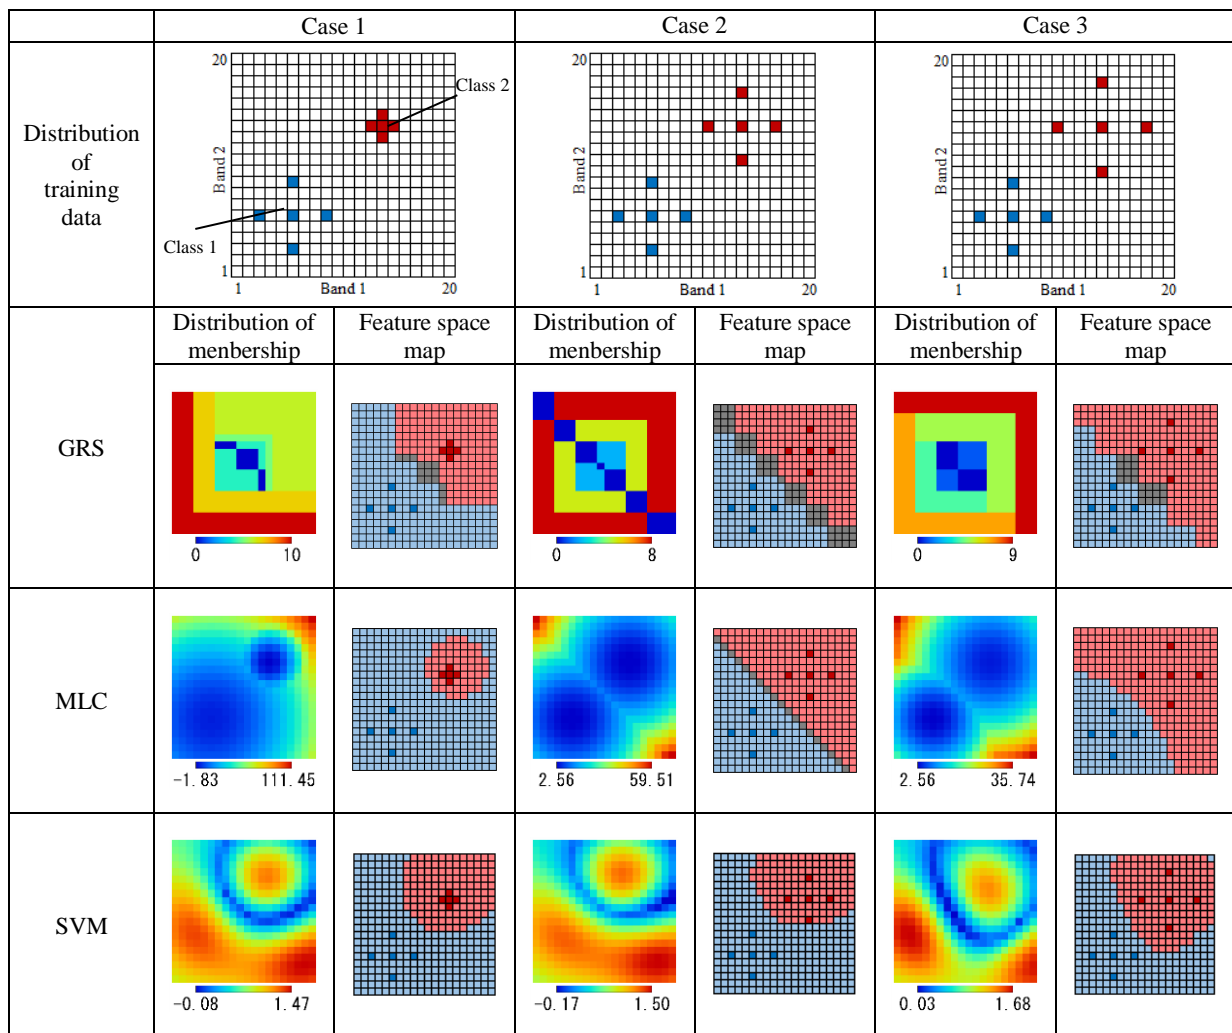 Case 1
Case 2
Case 3
Distribution
of
training
data
20
Band 2
1
1
Band 1
20
Class 2
Class 1
20
Band 2
1
1
Band 1
20
20
Band 2
1
1
Band 1
20
GRS
Distribution of
menbership
Feature space
map
Distribution of
menbership
Feature space
map
Distribution of
menbership
Feature space
map
0
10
0
8
0
9
MLC
-1.83
111.45
2.56
59.51
2.56
35.74
SVM
-0.08
1.47
-0.17
1.50
0.03
1.68